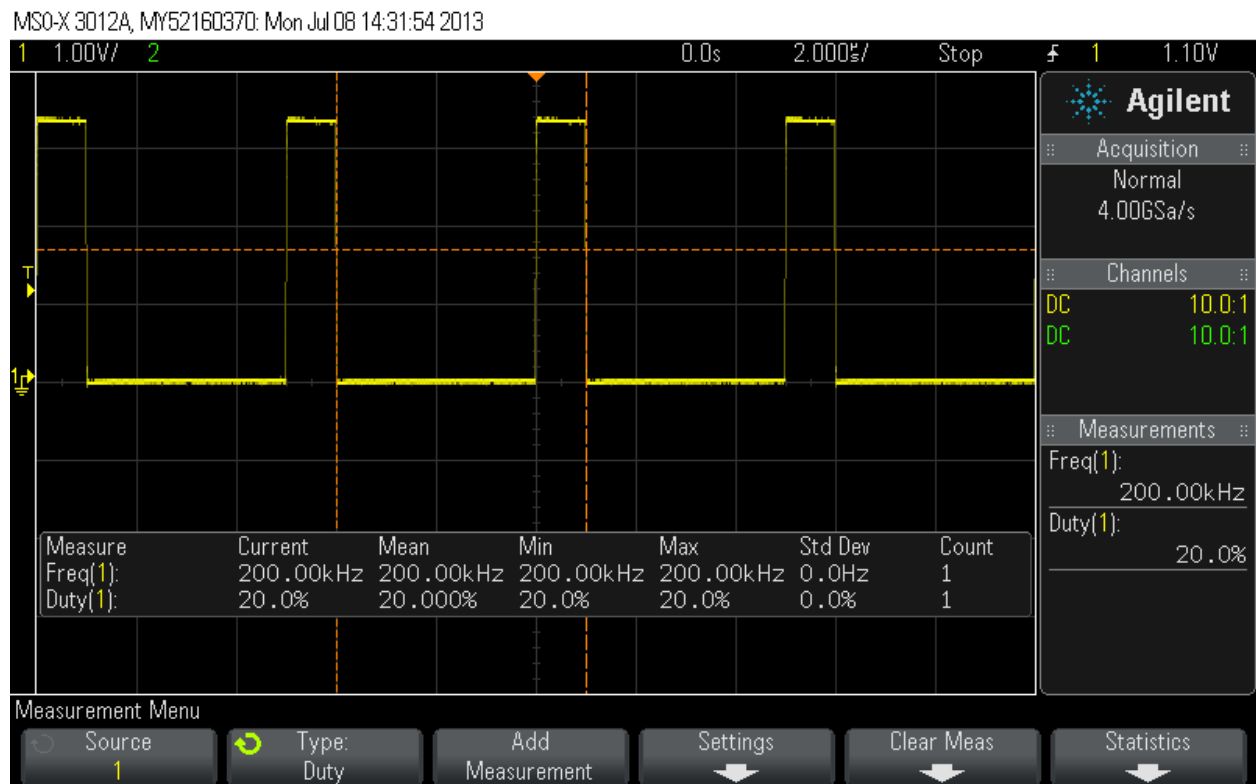 MSO-X 3012A, MY52160370: Mon Jul 08 14:31:54 2013
1 1.00V/ 2 0.0s 2.000µs/ Stop 1 1.10V
Agilent
Acquisition
Normal
4.00GSa/s
T
Channels
DC 10.0:1
DC 10.0:1
1
Measurements
Freq(1):
200.00kHz
Duty(1):
20.0%
Measure Current Mean Min Max Std Dev Count
Freq(1): 200.00kHz 200.00kHz 200.00kHz 200.00kHz 0.0Hz 1
Duty(1): 20.0% 20.000% 20.0% 20.0% 0.0% 1
Measurement Menu
Source Type: Add Settings Clear Meas Statistics
1 Duty Measurement